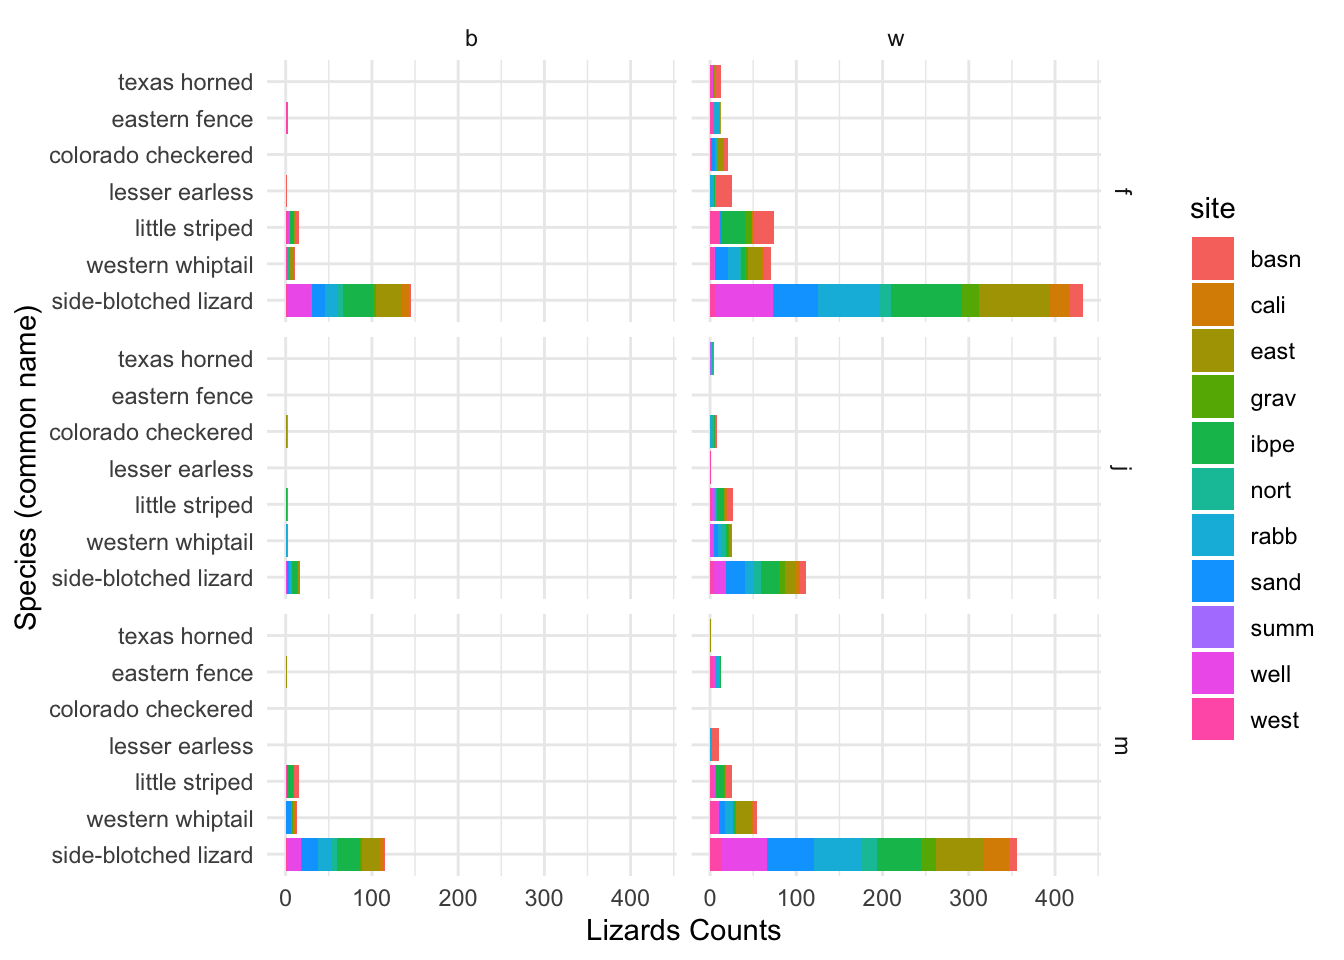 b
w
texas horned
eastern fence
colorado checkered
lesser earless
little striped
western whiptail
side-blotched lizard
f
texas horned
eastern fence
colorado checkered
lesser earless
little striped
western whiptail
side-blotched lizard
j
texas horned
eastern fence
colorado checkered
lesser earless
little striped
western whiptail
side-blotched lizard
m
0 100 200 300 400
0 100 200 300 400
Lizards Counts
Species (common name)
site
basn
cali
east
grav
ibpe
nort
rabb
sand
summ
well
west